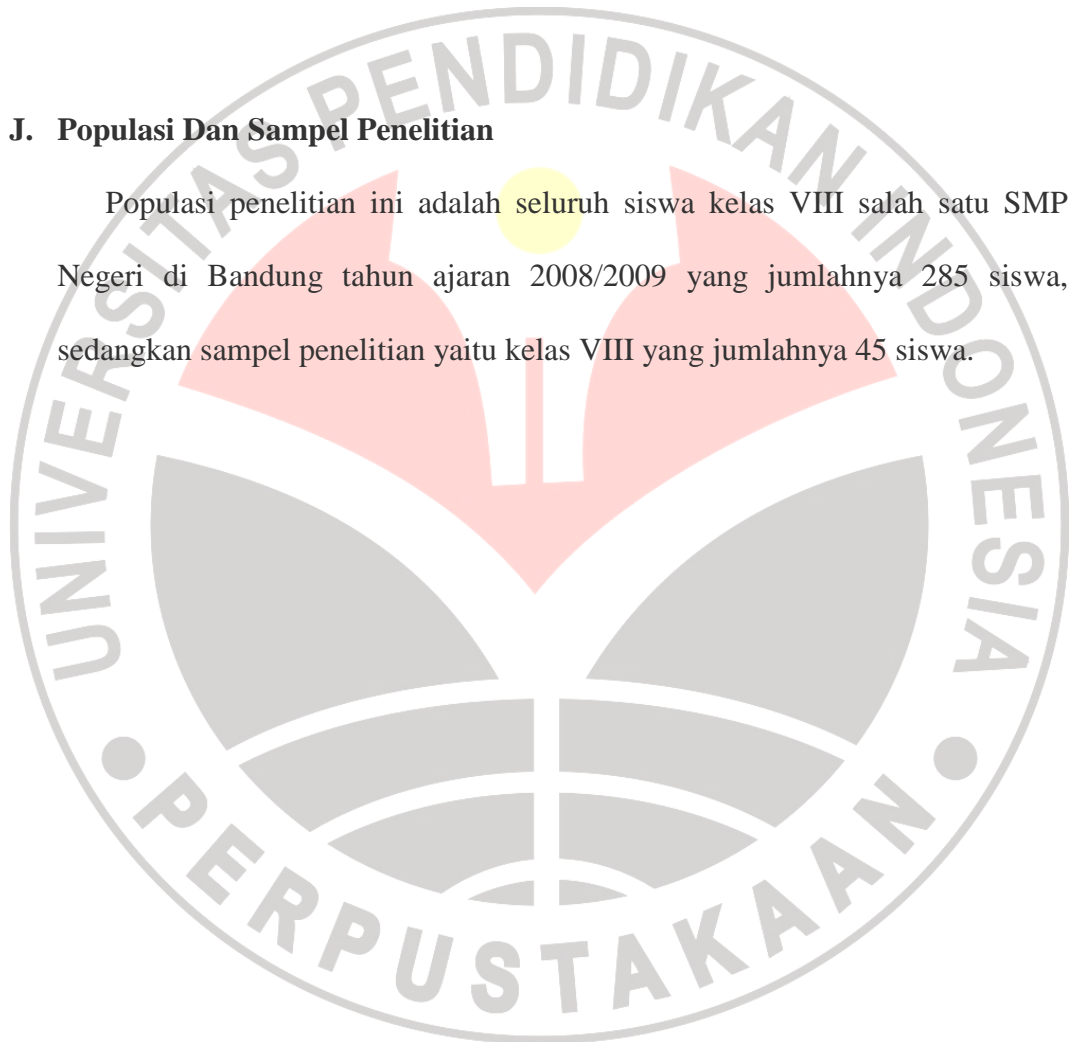 UNIVERSITAS PENDIDIKAN INDONESIA
J. Populasi Dan Sampel Penelitian
Populasi penelitian ini adalah seluruh siswa kelas VIII salah satu SMP
Negeri di Bandung tahun ajaran 2008/2009 yang jumlahnya 285 siswa,
sedangkan sampel penelitian yaitu kelas VIII yang jumlahnya 45 siswa.
PERPUSTAKAAN